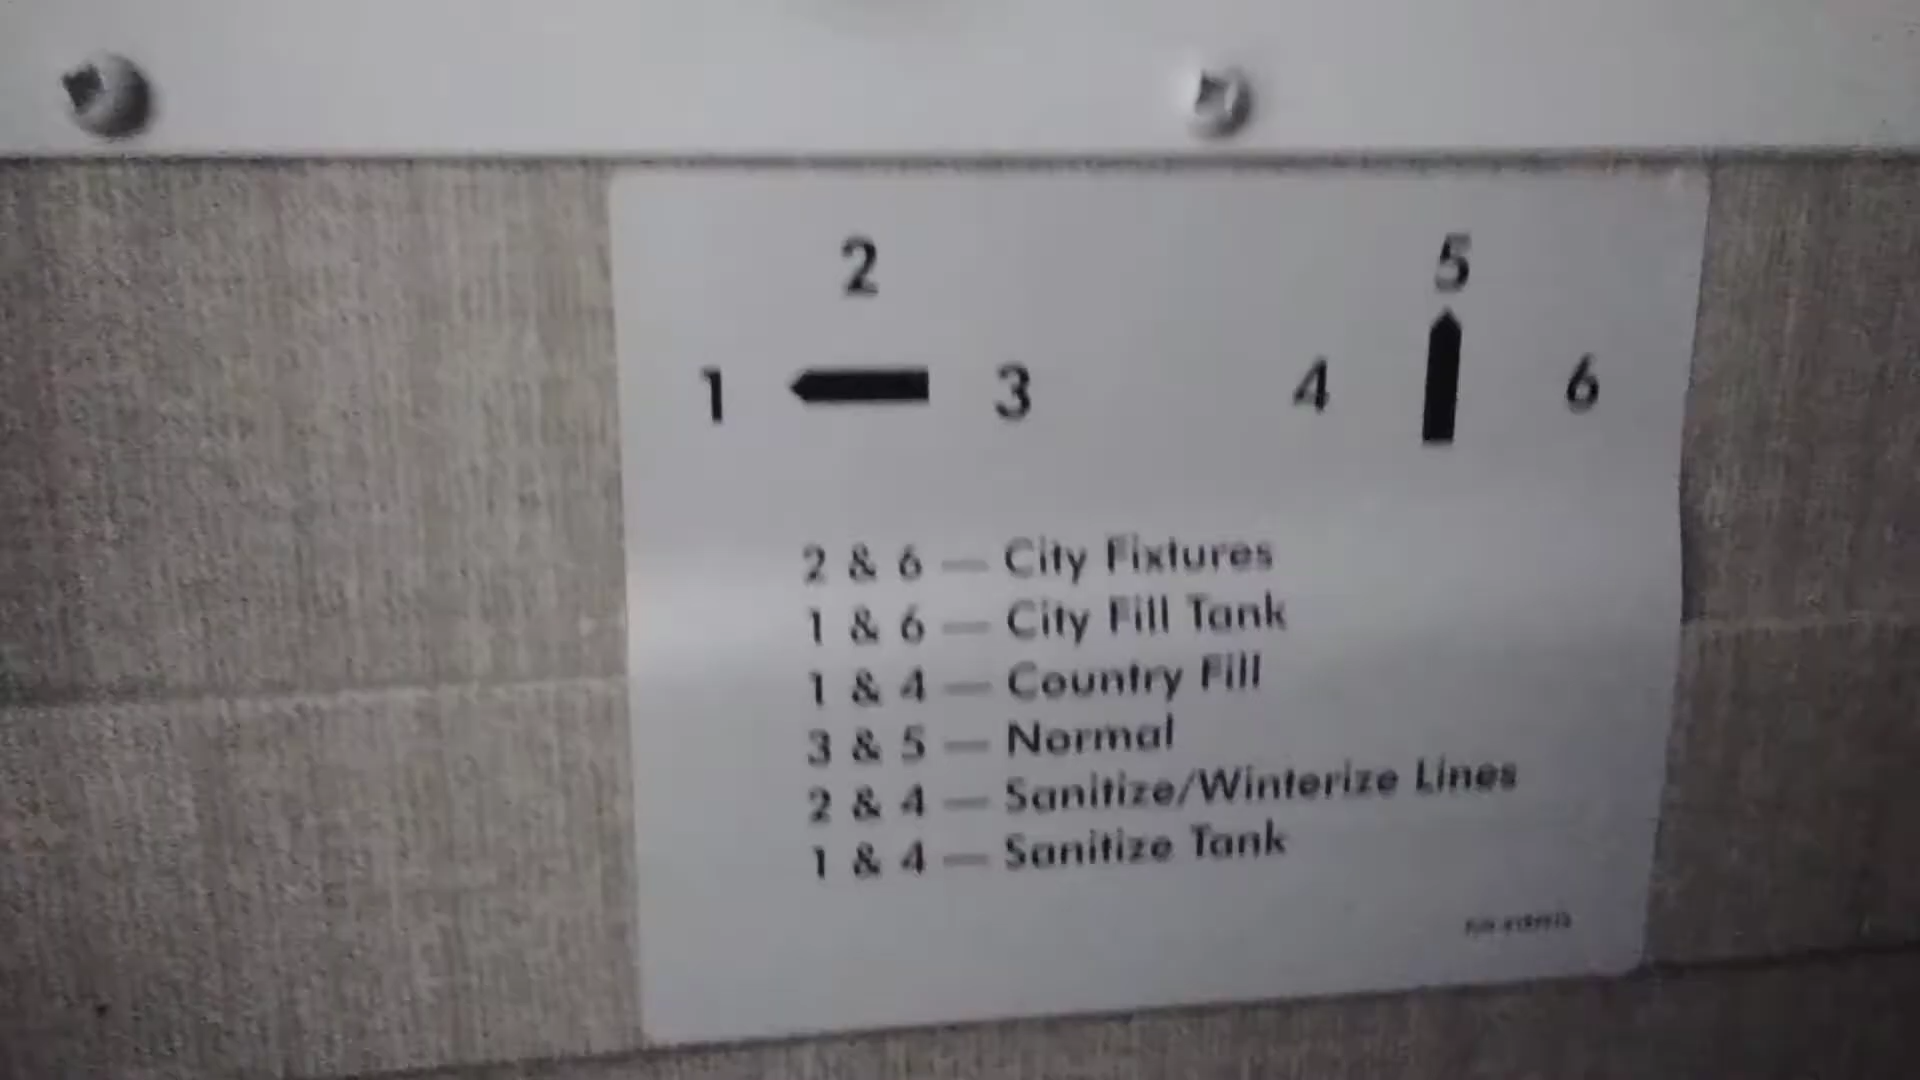 2 5
1 3 4 6
2 & 6 — City Fixtures
1 & 6 — City Fill Tank
1 & 4 — Country Fill
3 & 5 — Normal
2 & 4 — Sanitize/Winterize Lines
1 & 4 — Sanitize Tank